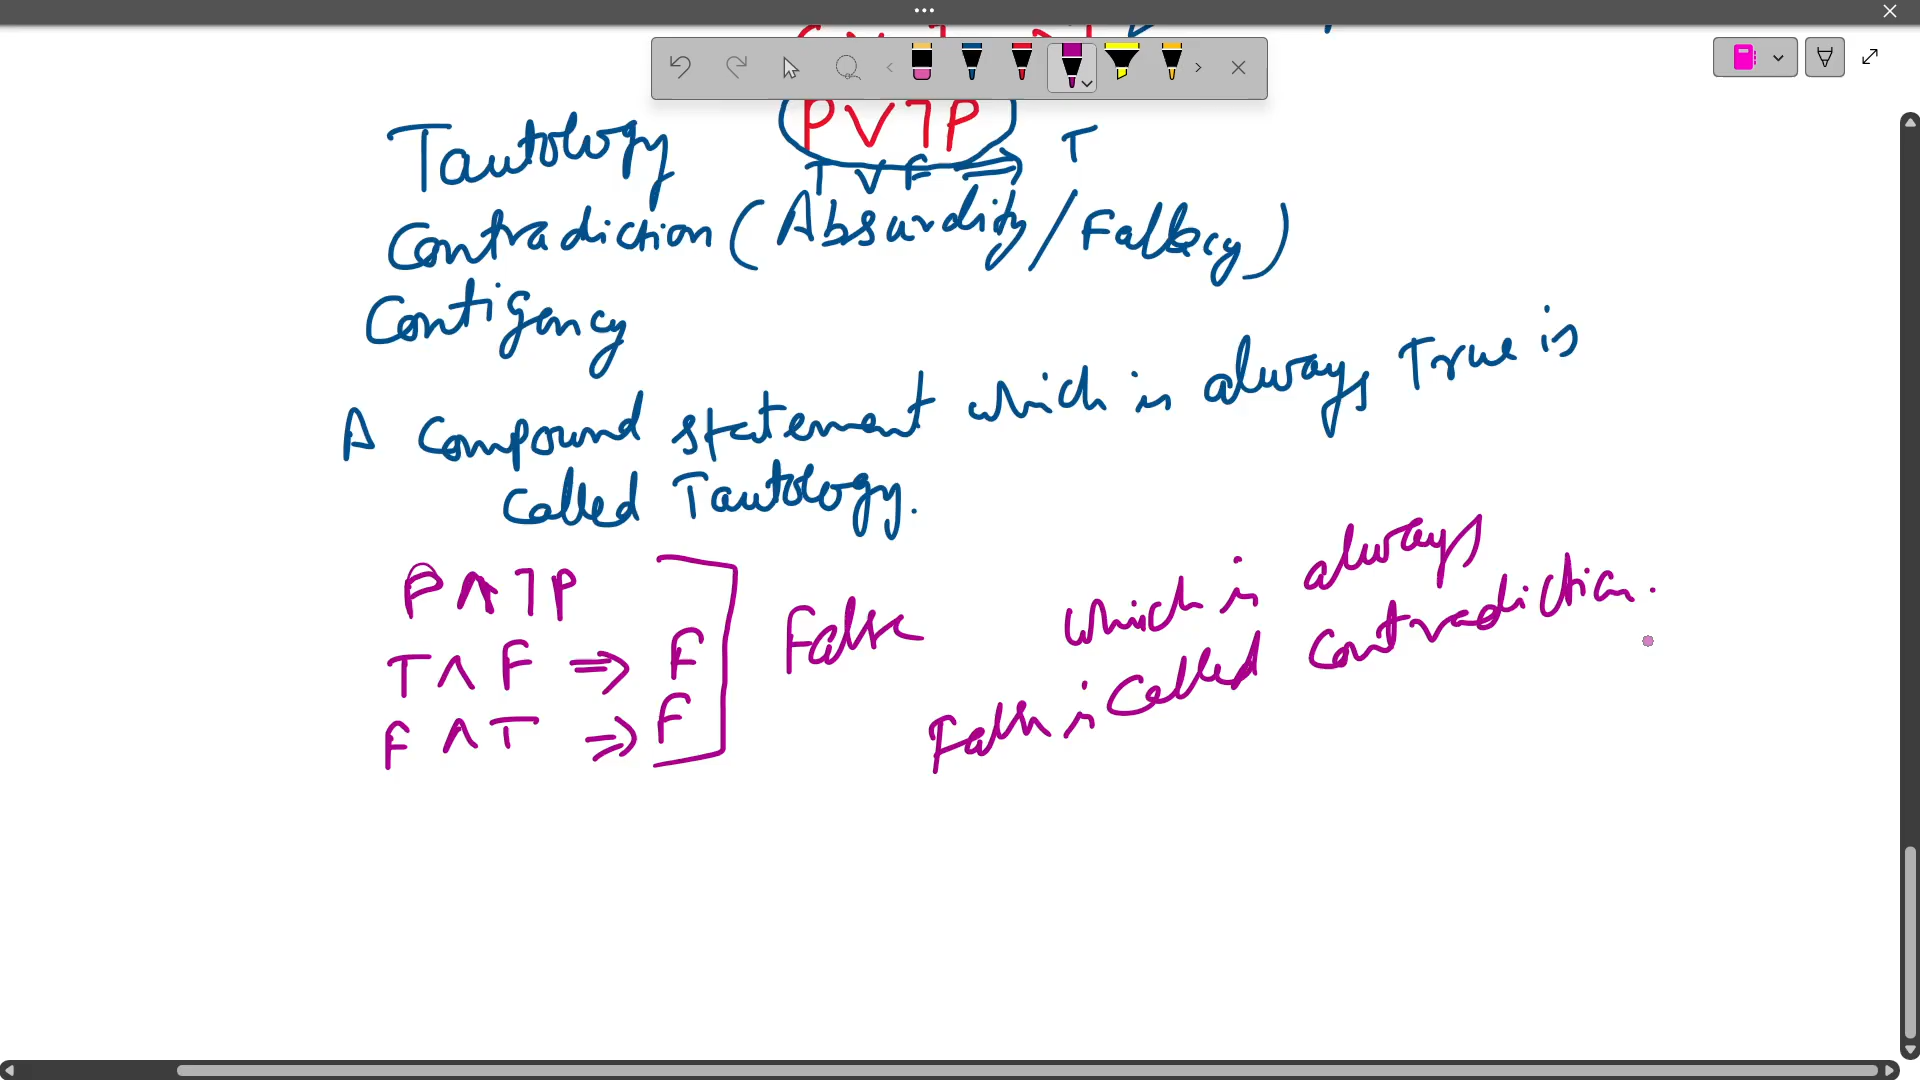 P∨¬P
T∨F ⇒ T
Tautology
Contradiction (Absurdity/Fallacy)
Contigency
A compound statement which is always True is
called Tautology.
P∧¬P
T∧F ⇒ F
F∧T ⇒ F
False
which is always
False is called contradiction.